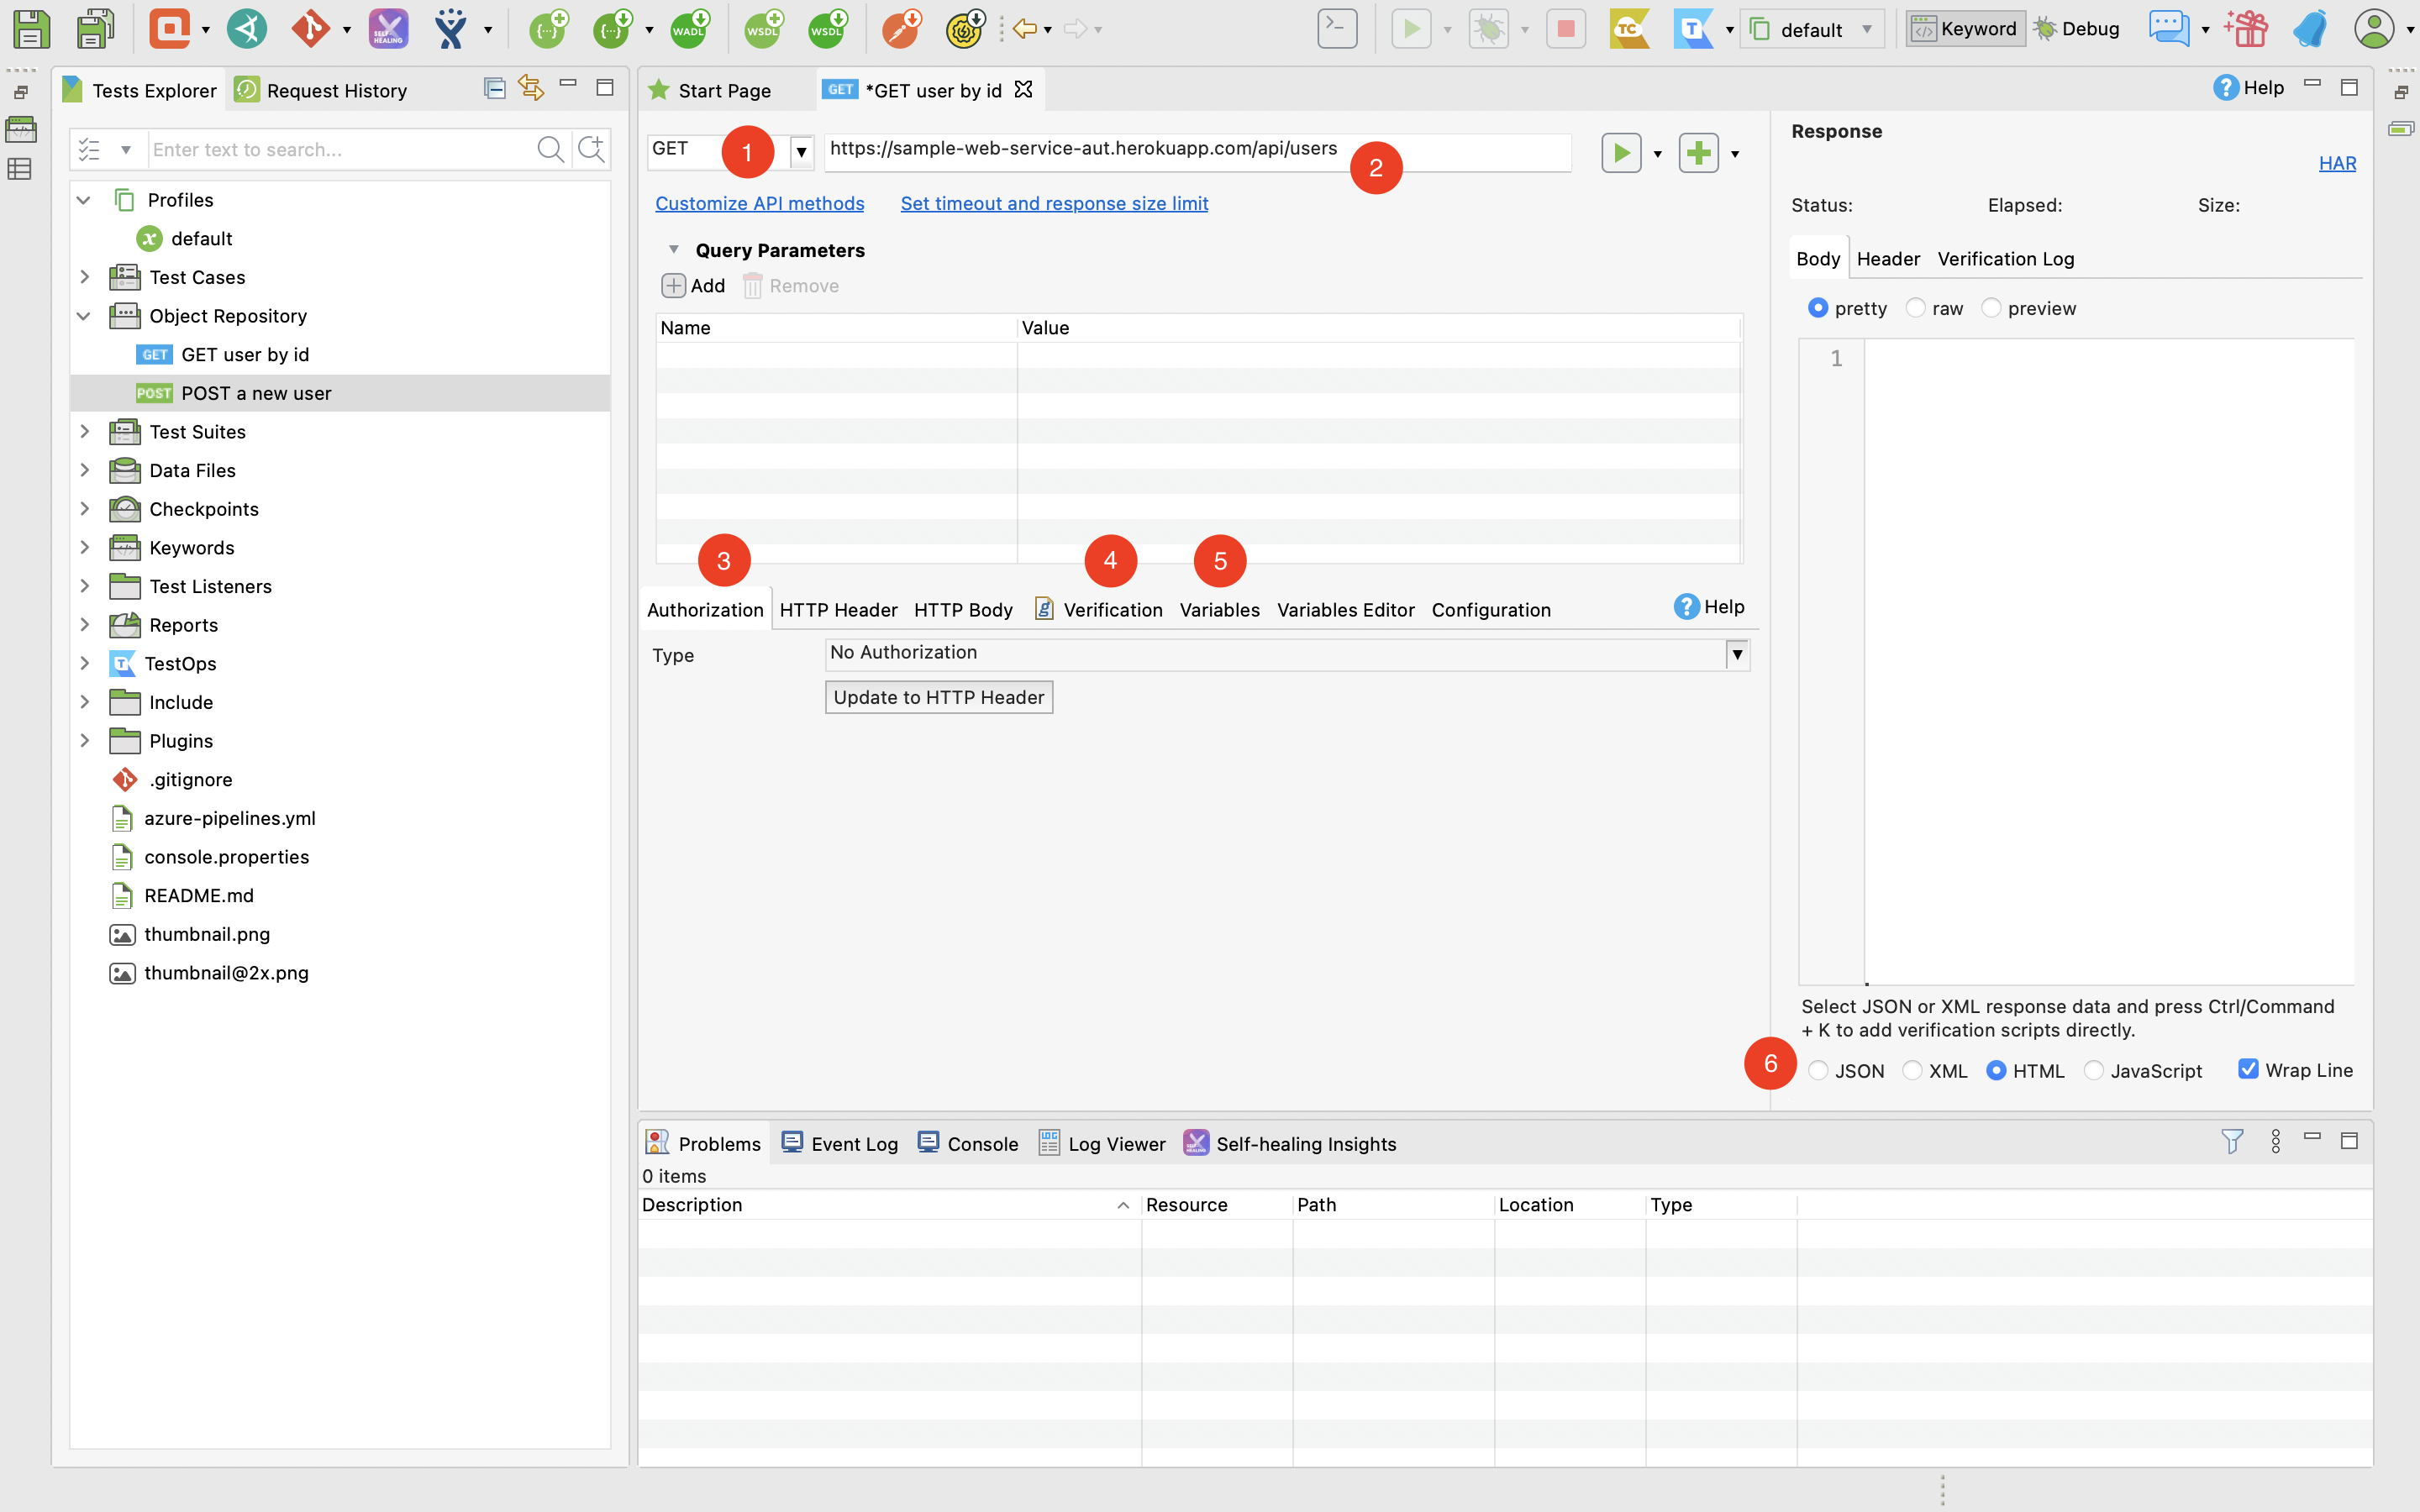 SELF-HEALING
WADL
WSDL
WSDL
TC
T
default
Keyword
Debug
Tests Explorer
Request History
Enter text to search...
Profiles
default
Test Cases
Object Repository
GET GET user by id
POST POST a new user
Test Suites
Data Files
Checkpoints
Keywords
Test Listeners
Reports
TestOps
Include
Plugins
.gitignore
azure-pipelines.yml
console.properties
README.md
thumbnail.png
thumbnail@2x.png
Start Page
GET *GET user by id
Help
GET
1
https://sample-web-service-aut.herokuapp.com/api/users
2
Customize API methods
Set timeout and response size limit
Query Parameters
Add
Remove
Name
Value
3
4
5
Authorization
HTTP Header
HTTP Body
Verification
Variables
Variables Editor
Configuration
Help
Type
No Authorization
Update to HTTP Header
Response
HAR
Status:
Elapsed:
Size:
Body
Header
Verification Log
pretty
raw
preview
1
Select JSON or XML response data and press Ctrl/Command
+ K to add verification scripts directly.
6
JSON
XML
HTML
JavaScript
Wrap Line
Problems
Event Log
Console
Log Viewer
Self-healing Insights
0 items
Description
Resource
Path
Location
Type